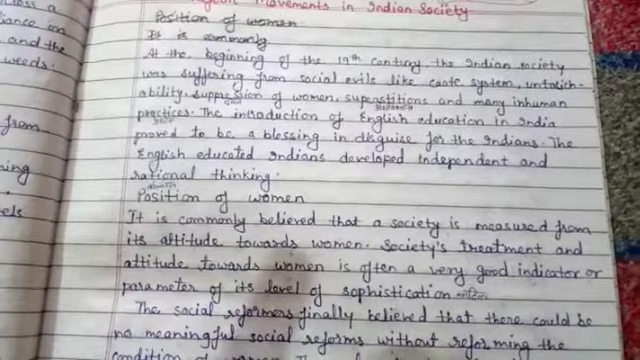 Movements in Indian Society
Position of women
It is commonly
At the beginning of the 19th century the Indian society
was suffering from social evils like caste system, untouch-
ability, suppression of women, superstitions and many inhuman
practices. The introduction of English education in India
proved to be a blessing in disguise for the Indians. The
English educated Indians developed independent and
rational thinking.
Position of women
It is commonly believed that a society is measured from
its attitude towards women. Society's treatment and
attitude towards women is often a very good indicator or
parameter of its level of sophistication
The social reformers finally believed that there could be
no meaningful social reforms without reforming the
condition of
a
and the
weeds.
from